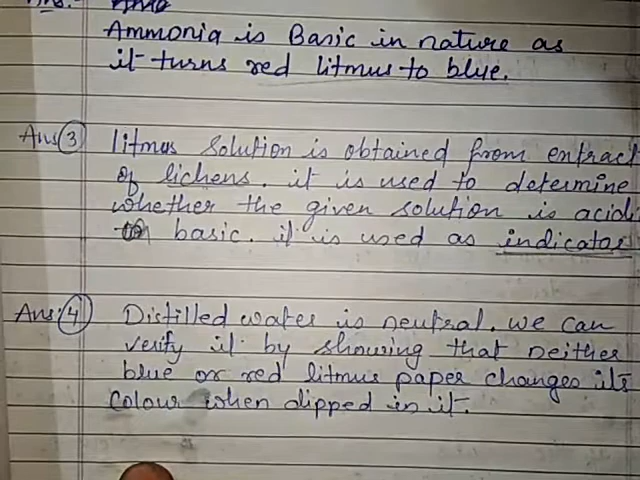 Ans:-
Ammonia is Basic in nature as
it turns red litmus to blue.
Ans: 3 litmus solution is obtained from extract
of lichens. it is used to determine
whether the given solution is acidi
or basic. it is used as indicator
Ans: 4 Distilled water is neutral. we can
verify it by showing that neither
blue or red litmus paper changes its
colour when dipped in it.